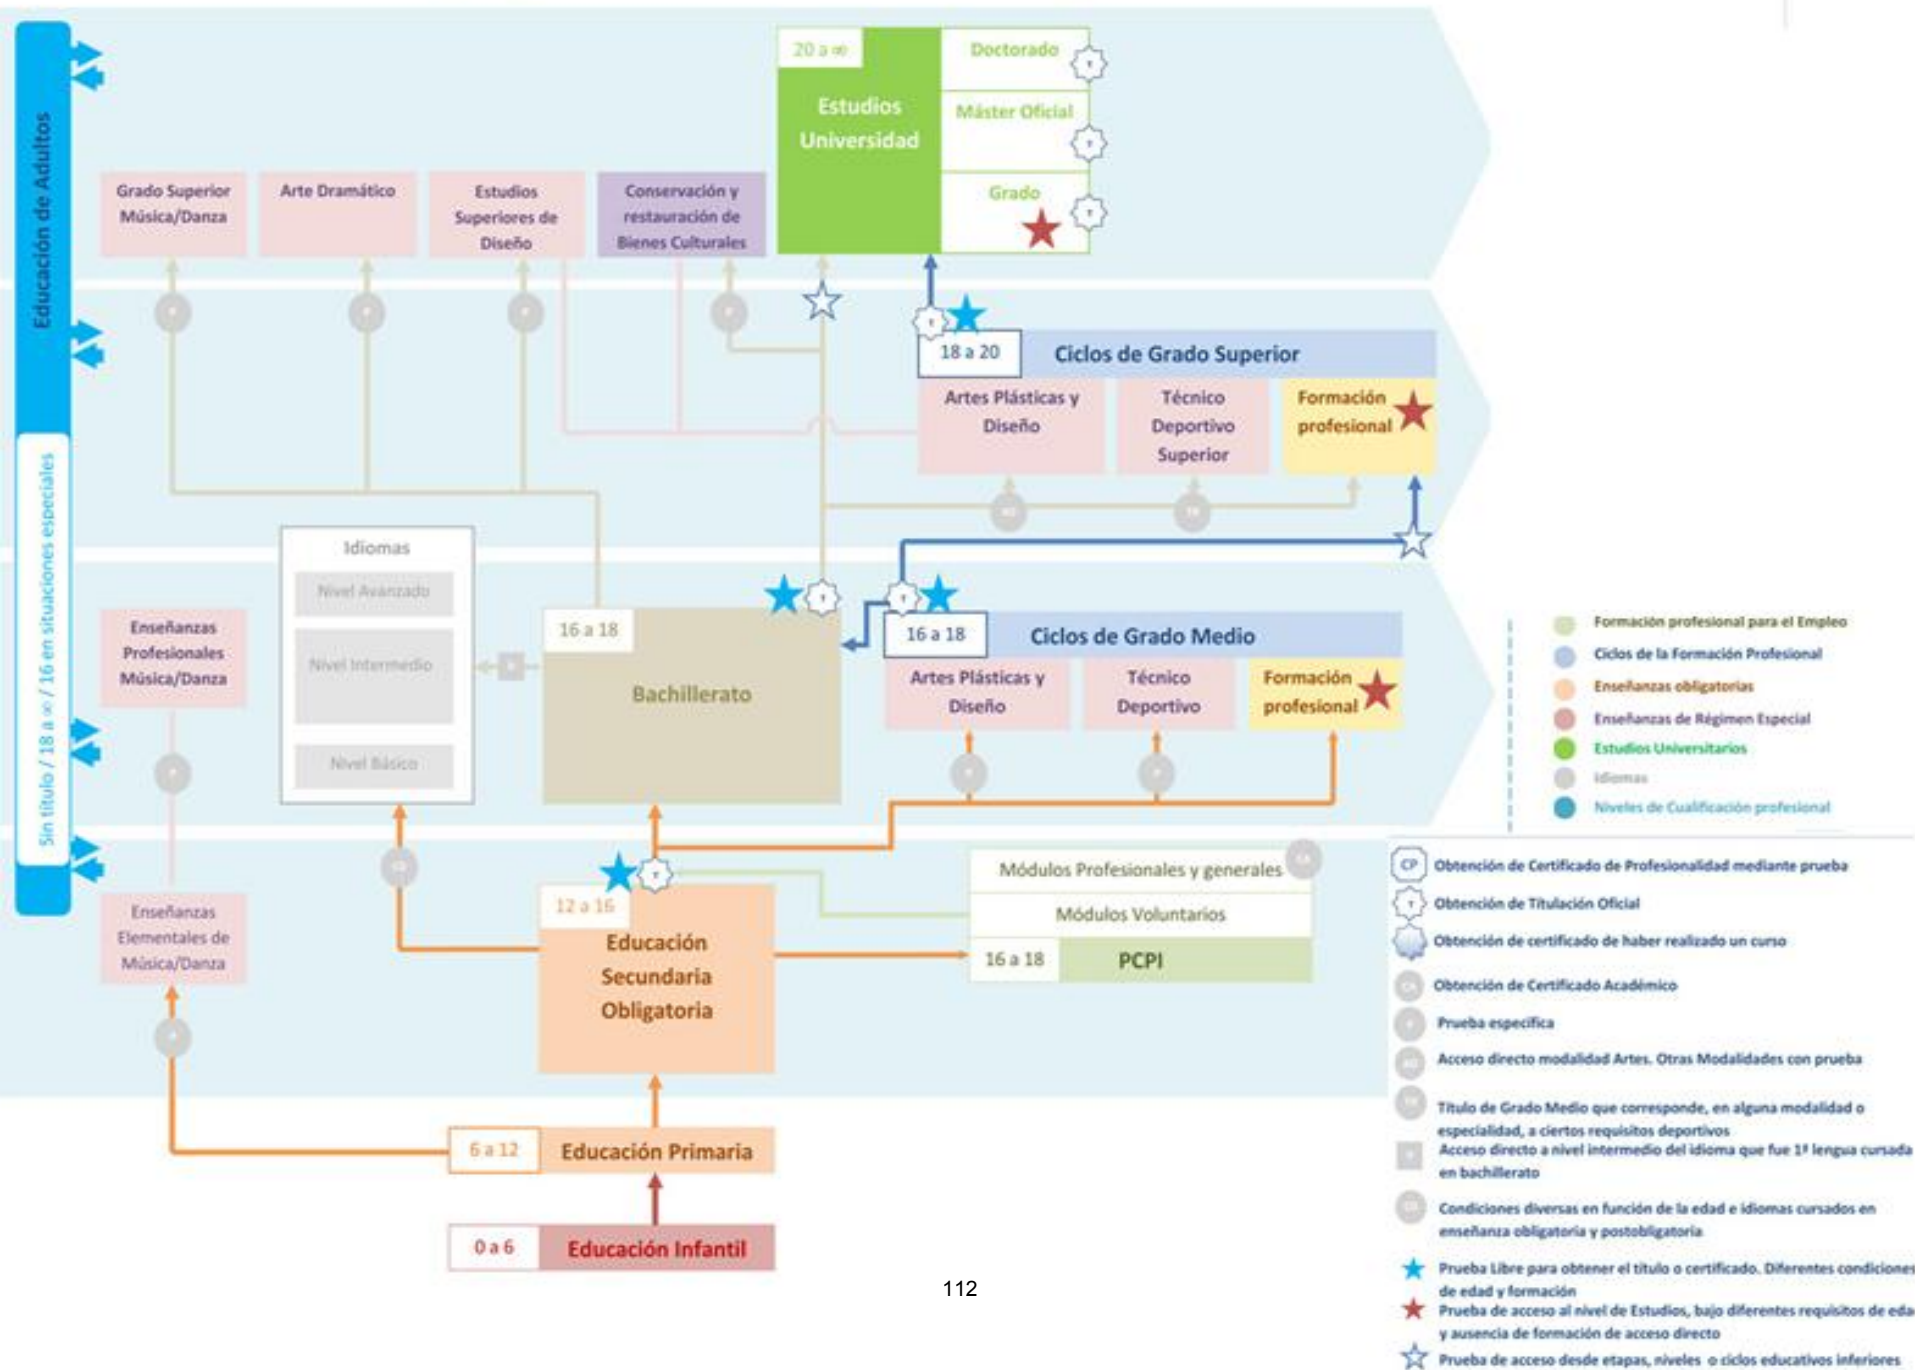 Educación de Adultos
Sin título / 18 a ∞ / 16 en situaciones especiales
20 a ∞
Estudios
Universidad
Doctorado
T
Máster Oficial
T
Grado
T
Grado Superior
Música/Danza
Arte Dramático
Estudios
Superiores de
Diseño
Conservación y
restauración de
Bienes Culturales
T
18 a 20
Ciclos de Grado Superior
Artes Plásticas y
Diseño
Técnico
Deportivo
Superior
Formación
profesional
Idiomas
Nivel Avanzado
Nivel Intermedio
Nivel Básico
Enseñanzas
Profesionales
Música/Danza
T
16 a 18
Bachillerato
T
16 a 18
Ciclos de Grado Medio
Artes Plásticas y
Diseño
Técnico
Deportivo
Formación
profesional
T
12 a 16
Educación
Secundaria
Obligatoria
Módulos Profesionales y generales
Módulos Voluntarios
16 a 18
PCPI
Enseñanzas
Elementales de
Música/Danza
6 a 12
Educación Primaria
0 a 6
Educación Infantil
112
Formación profesional para el Empleo
Ciclos de la Formación Profesional
Enseñanzas obligatorias
Enseñanzas de Régimen Especial
Estudios Universitarios
Idiomas
Niveles de Cualificación profesional
CP Obtención de Certificado de Profesionalidad mediante prueba
T Obtención de Titulación Oficial
Obtención de certificado de haber realizado un curso
CA Obtención de Certificado Académico
Prueba específica
Acceso directo modalidad Artes. Otras Modalidades con prueba
Título de Grado Medio que corresponde, en alguna modalidad o
especialidad, a ciertos requisitos deportivos
Acceso directo a nivel intermedio del idioma que fue 1ª lengua cursada
en bachillerato
Condiciones diversas en función de la edad e idiomas cursados en
enseñanza obligatoria y postobligatoria
Prueba Libre para obtener el título o certificado. Diferentes condiciones
de edad y formación
Prueba de acceso al nivel de Estudios, bajo diferentes requisitos de eda
y ausencia de formación de acceso directo
Prueba de acceso desde etapas, niveles o ciclos educativos inferiores